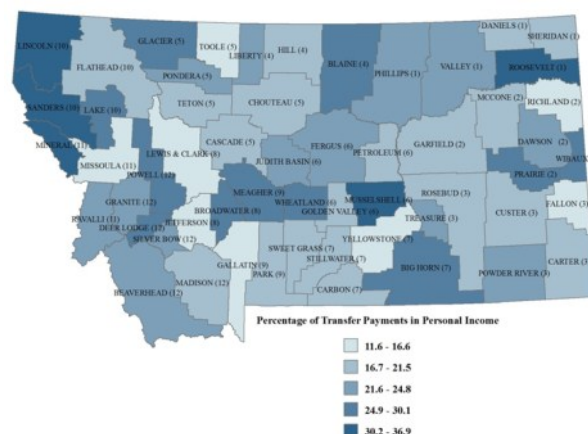 DANIELS (1)
SHERIDAN (1)
LINCOLN (10)
GLACIER (5)
TOOLE (5)
LIBERTY (4)
HILL (4)
BLAINE (4)
PHILLIPS (1)
VALLEY (1)
ROOSEVELT (1)
FLATHEAD (10)
PONDERA (5)
RICHLAND (2)
SANDERS (10)
LAKE (10)
TETON (5)
CHOUTEAU (5)
MCCONE (2)
DAWSON (2)
MINERAL (11)
MISSOULA (11)
LEWIS & CLARK (8)
CASCADE (5)
FERGUS (6)
PETROLEUM (6)
GARFIELD (2)
WIBAUX
POWELL (12)
JUDITH BASIN (6)
PRAIRIE (2)
MEAGHER (9)
WHEATLAND (6)
MUSSELSHELL (6)
ROSEBUD (3)
FALLON (3)
GRANITE (12)
BROADWATER (8)
GOLDEN VALLEY (6)
TREASURE (3)
CUSTER (3)
RAVALLI (11)
JEFFERSON (8)
DEER LODGE (12)
SILVER BOW (12)
YELLOWSTONE (7)
SWEET GRASS (7)
STILLWATER (7)
GALLATIN (9)
PARK (9)
BIG HORN (7)
POWDER RIVER (3)
CARTER (3)
MADISON (12)
BEAVERHEAD (12)
CARBON (7)
Percentage of Transfer Payments in Personal Income
11.6 - 16.6
16.7 - 21.5
21.6 - 24.8
24.9 - 30.1
30.2 - 36.9